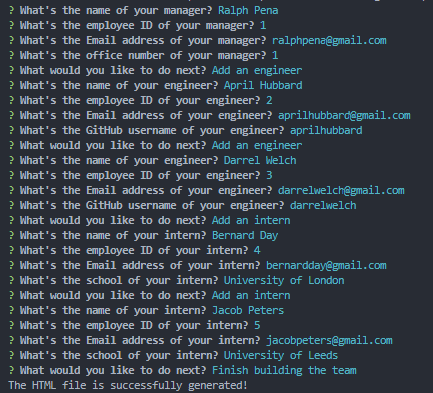 ? What's the name of your manager? Ralph Pena
? What's the employee ID of your manager? 1
? What's the Email address of your manager? ralphpena@gmail.com
? What's the office number of your manager? 1
? What would you like to do next? Add an engineer
? What's the name of your engineer? April Hubbard
? What's the employee ID of your engineer? 2
? What's the Email address of your engineer? aprilhubbard@gmail.com
? What's the GitHub username of your engineer? aprilhubbard
? What would you like to do next? Add an engineer
? What's the name of your engineer? Darrel Welch
? What's the employee ID of your engineer? 3
? What's the Email address of your engineer? darrelwelch@gmail.com
? What's the GitHub username of your engineer? darrelwelch
? What would you like to do next? Add an intern
? What's the name of your intern? Bernard Day
? What's the employee ID of your intern? 4
? What's the Email address of your intern? bernardday@gmail.com
? What's the school of your intern? University of London
? What would you like to do next? Add an intern
? What's the name of your intern? Jacob Peters
? What's the employee ID of your intern? 5
? What's the Email address of your intern? jacobpeters@gmail.com
? What's the school of your intern? University of Leeds
? What would you like to do next? Finish building the team
The HTML file is successfully generated!